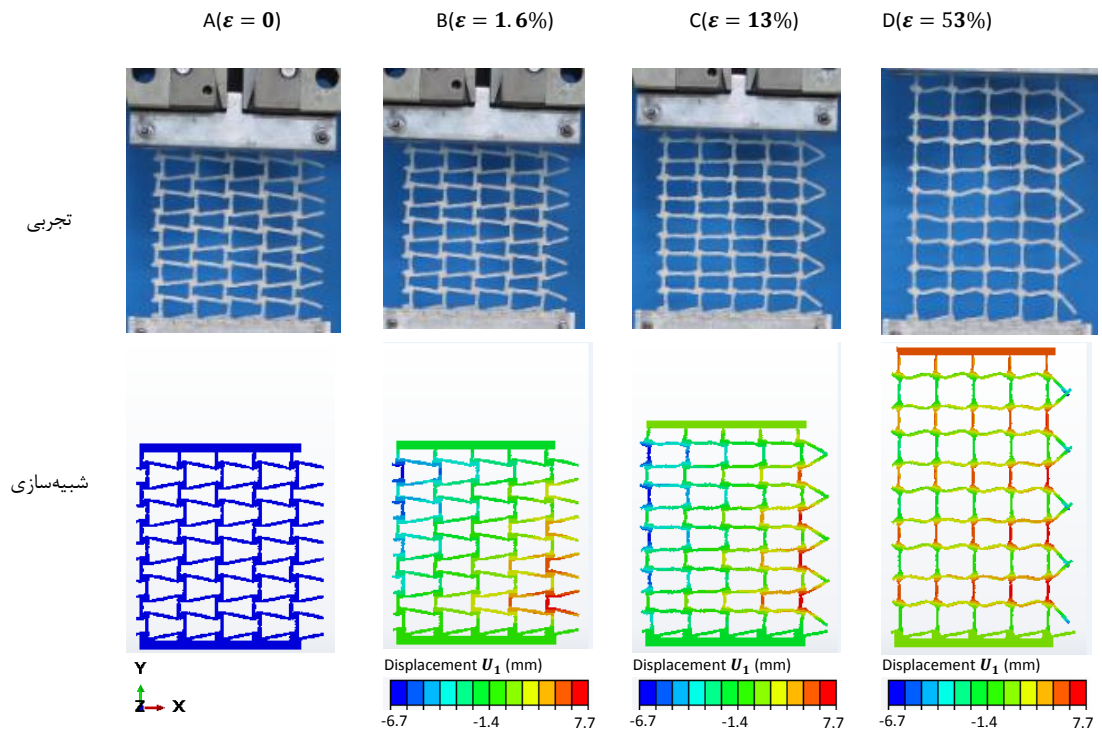 A(ε = 0) B(ε = 1.6%) C(ε = 13%) D(ε = 53%)
تجربی
شبیه‌سازی
Y
Z X
Displacement U₁ (mm) Displacement U₁ (mm) Displacement U₁ (mm)
-6.7 -1.4 7.7 -6.7 -1.4 7.7 -6.7 -1.4 7.7